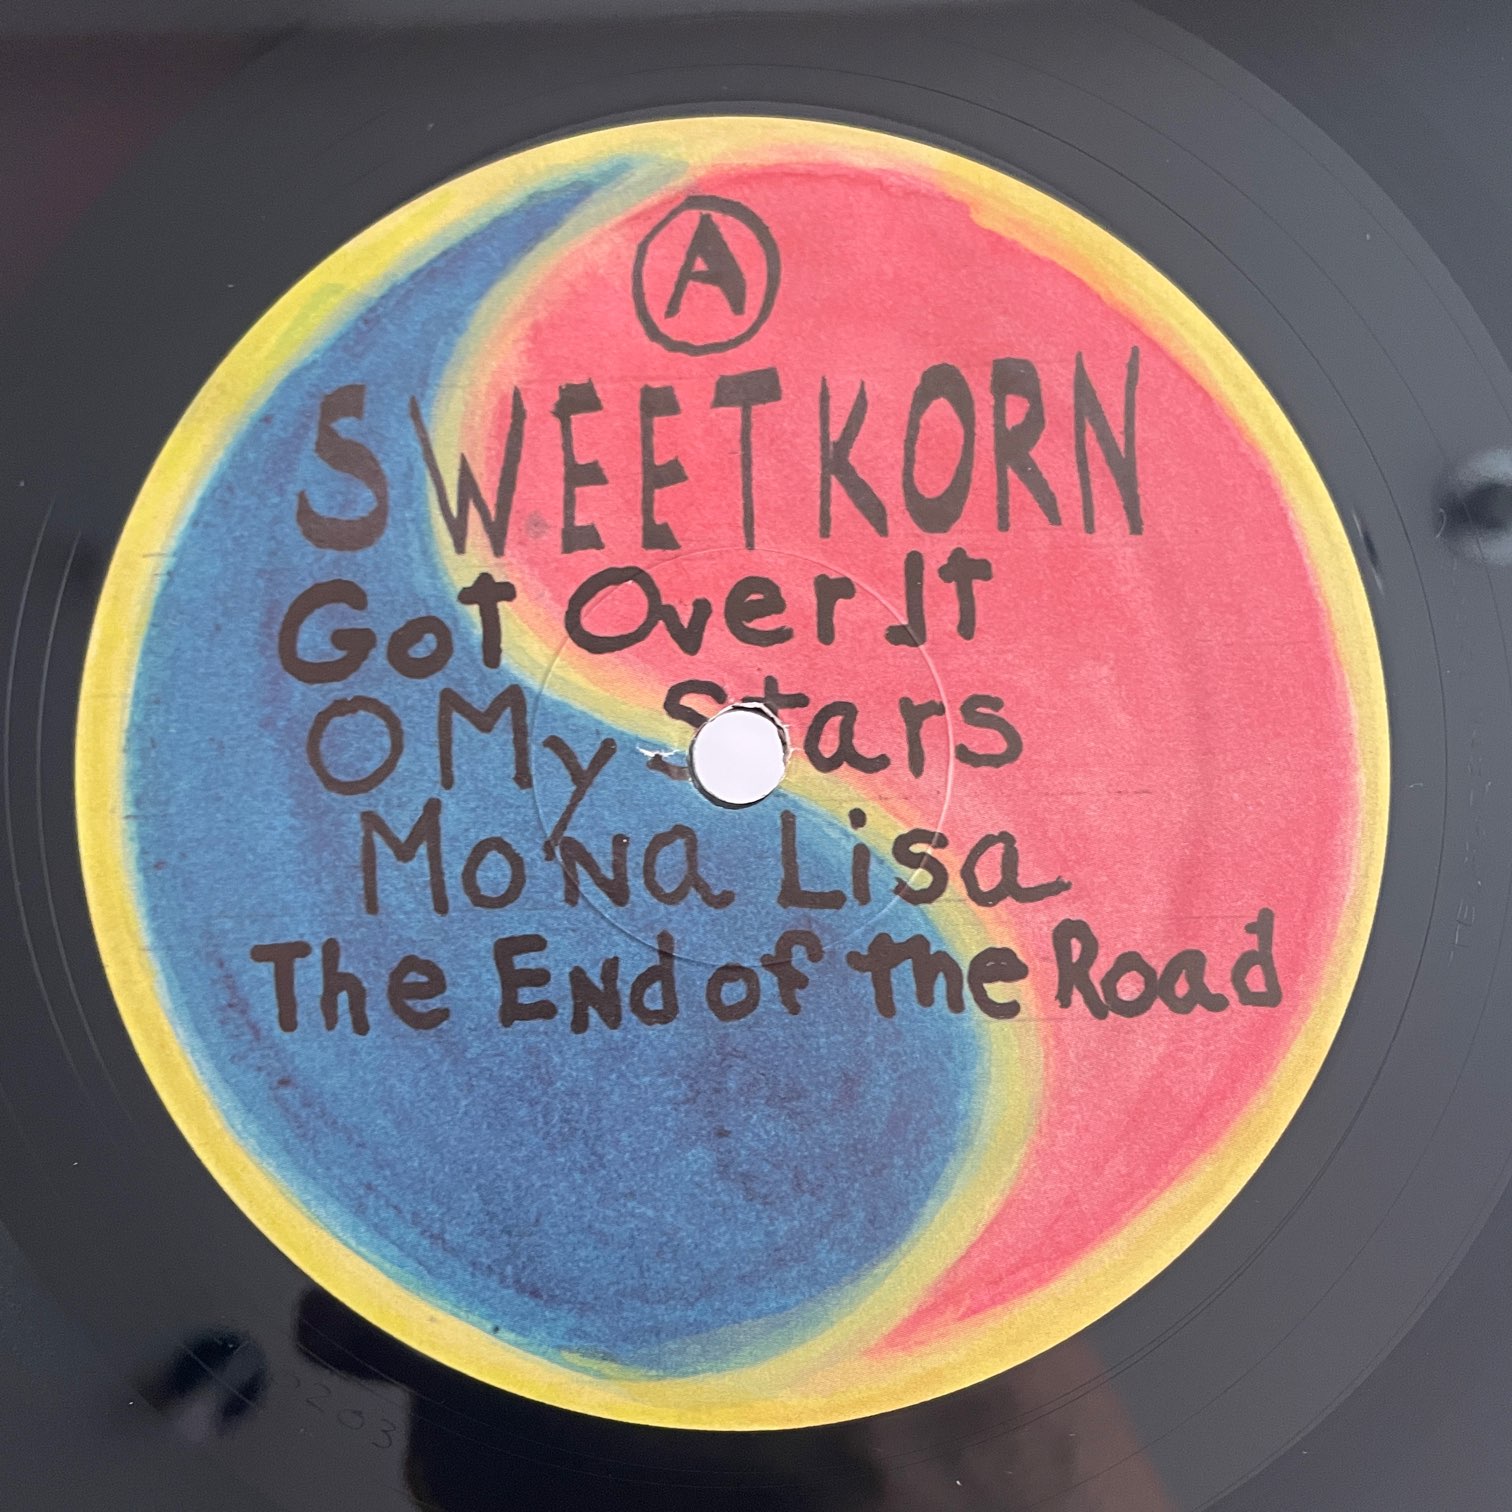 A
SWEETKORN
Got Over It
O My Stars
Mona Lisa
The End of the Road